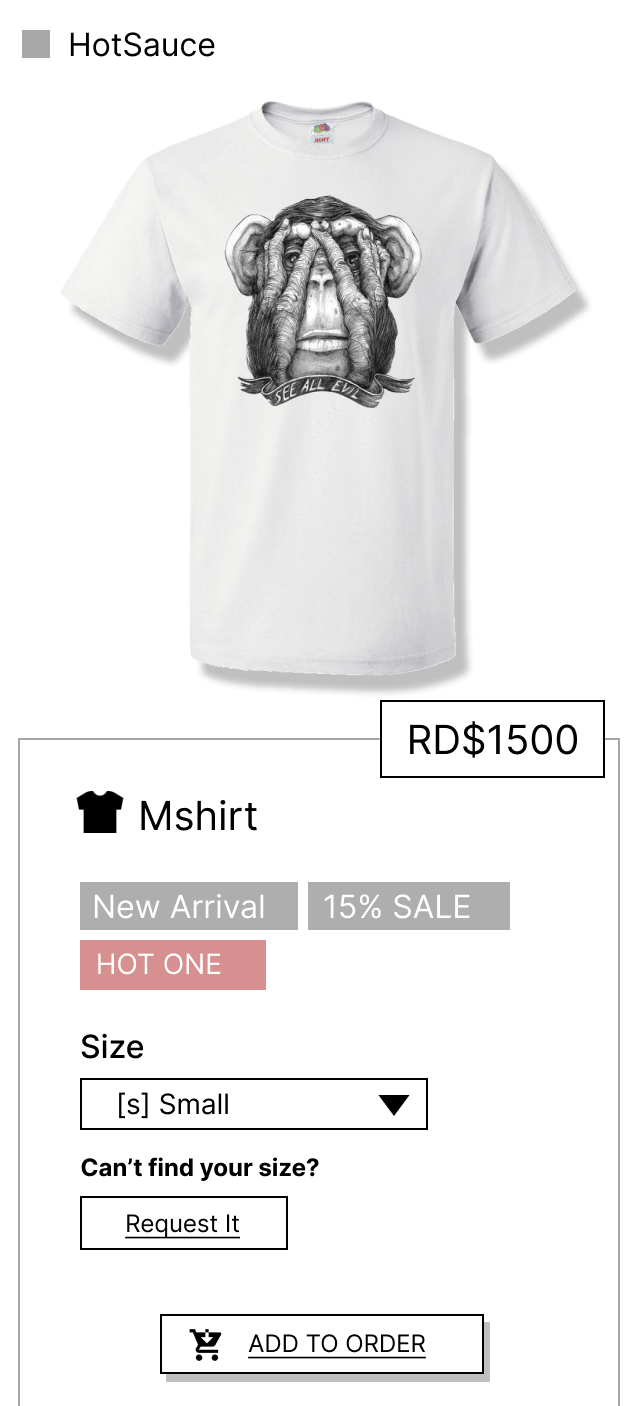 HotSauce
SEE ALL EVIL
RD$1500
Mshirt
New Arrival
15% SALE
HOT ONE
Size
[s] Small
Can’t find your size?
Request It
ADD TO ORDER